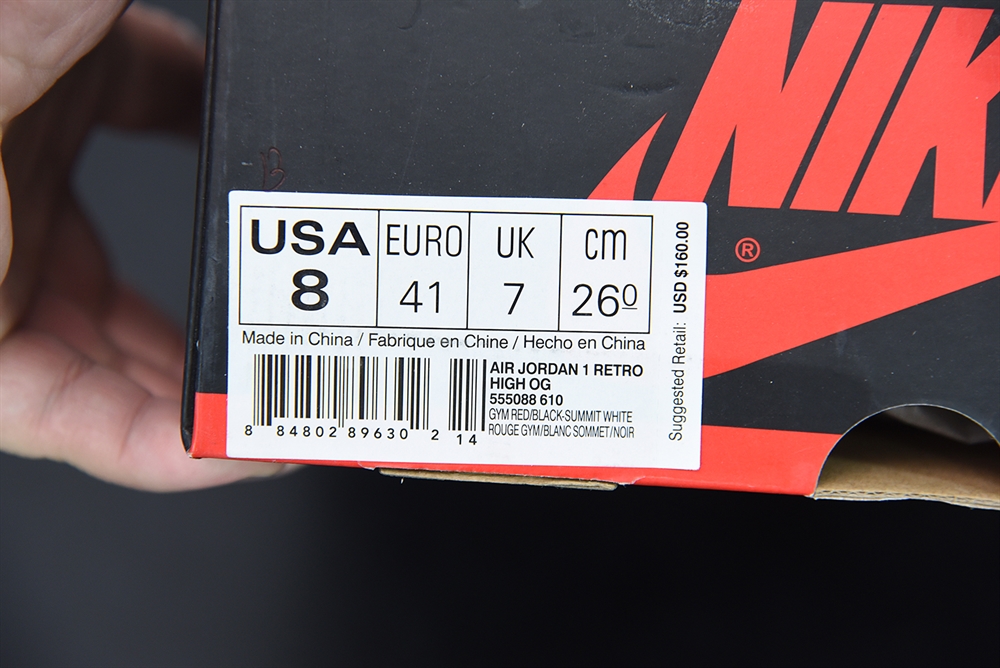 NIK
®
USA EURO UK cm
8 41 7 26 0
Made in China / Fabrique en Chine / Hecho en China
AIR JORDAN 1 RETRO
HIGH OG
555088 610
GYM RED/BLACK-SUMMIT WHITE
ROUGE GYM/BLANC SOMMET/NOIR
8 84802 89630 2 14
Suggested Retail: USD $160.00